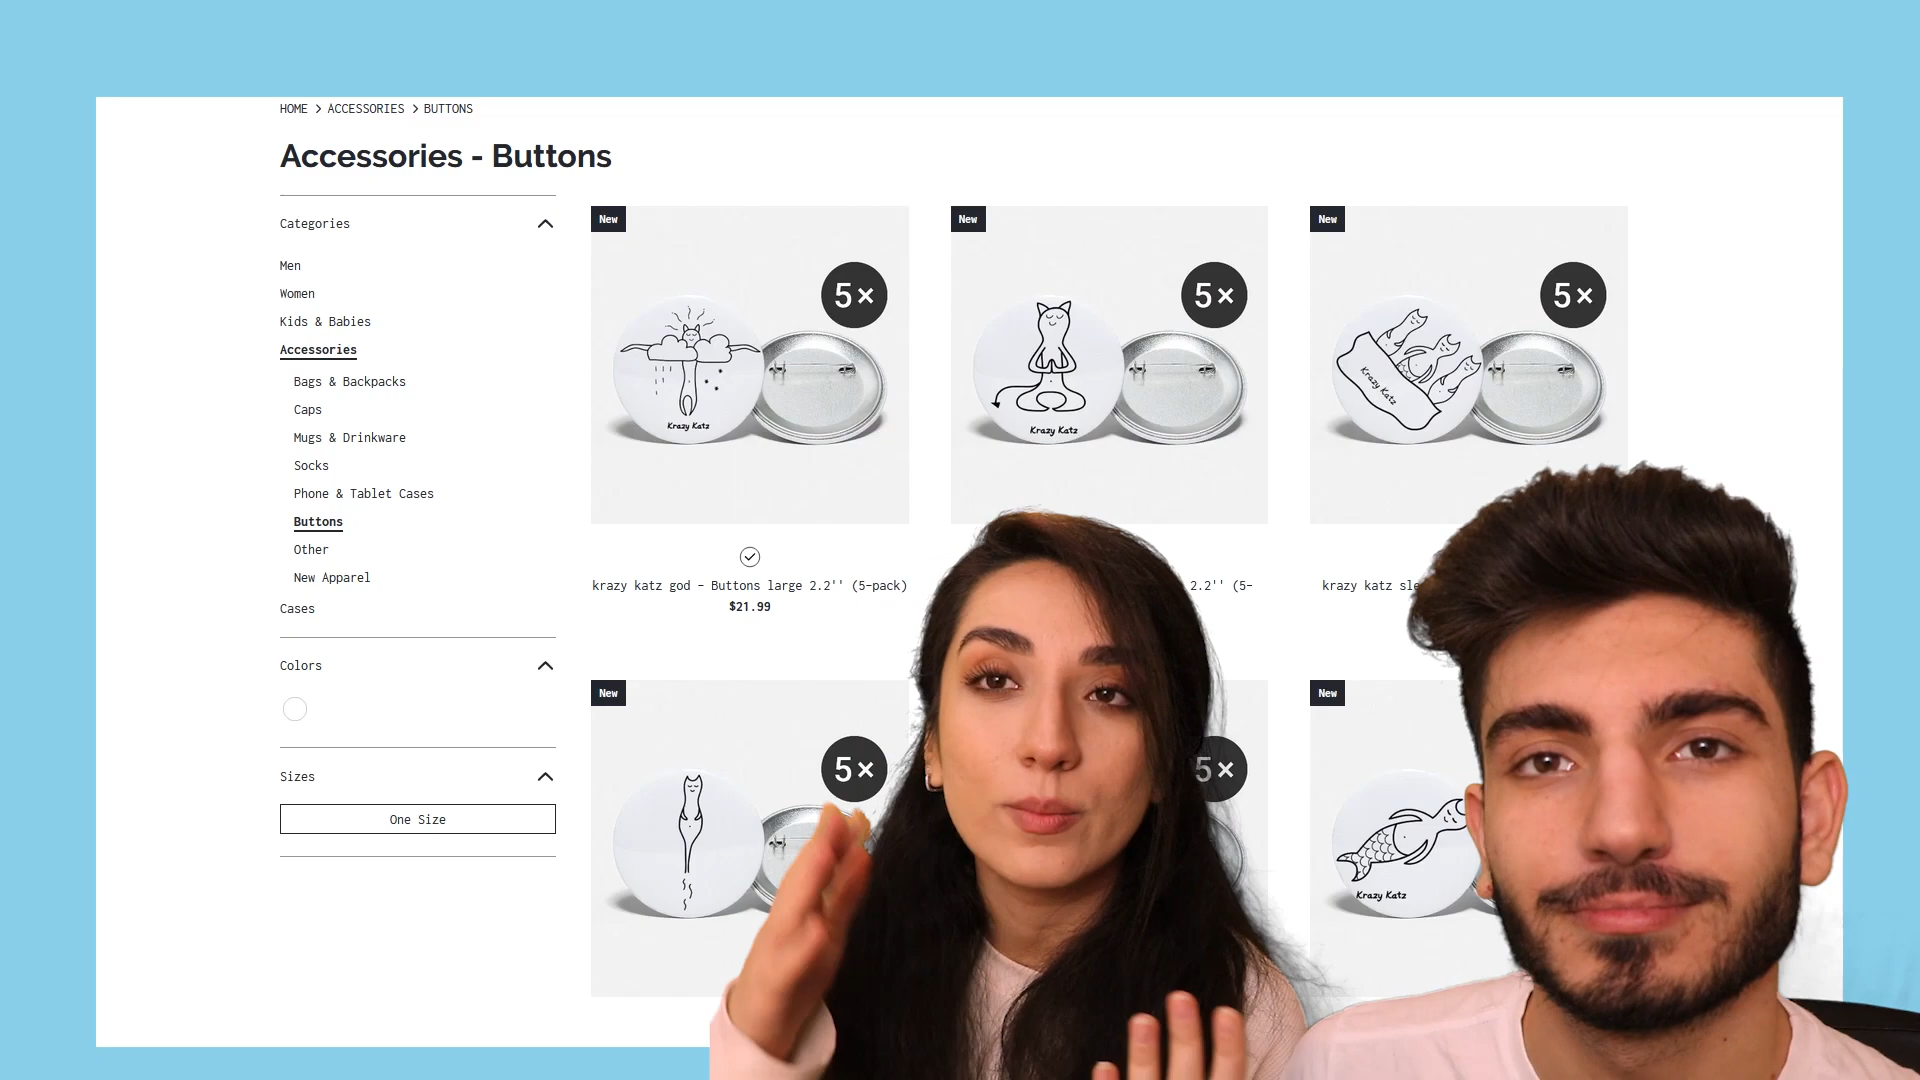 HOME > ACCESSORIES > BUTTONS
Accessories - Buttons
Categories
Men
Women
Kids & Babies
Accessories
Bags & Backpacks
Caps
Mugs & Drinkware
Socks
Phone & Tablet Cases
Buttons
Other
New Apparel
Cases
Colors
Sizes
One Size
New
5×
Krazy Katz
krazy katz god - Buttons large 2.2'' (5-pack)
$21.99
New
5×
Krazy Katz
2.2'' (5-
New
5×
Krazy Katz
krazy katz
New
5×
5×
New
Krazy Katz